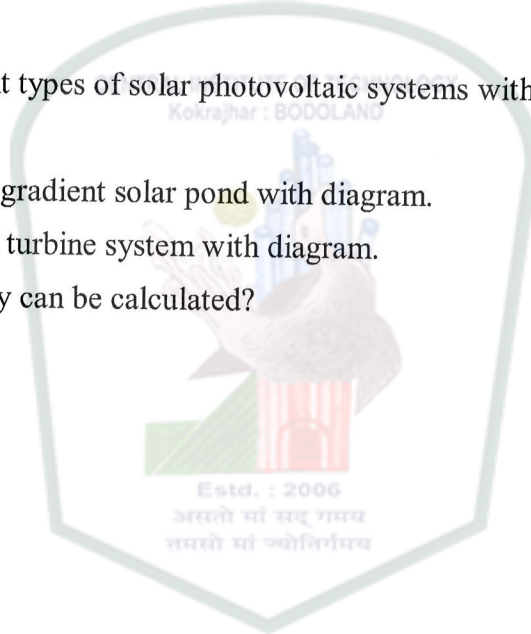 t types of solar photovoltaic systems with
Kokrajhar : BODOLAND
gradient solar pond with diagram.
turbine system with diagram.
y can be calculated?
Estd. : 2006
असतो मां सद् गमय
तमसो मां ज्योतिर्गमय